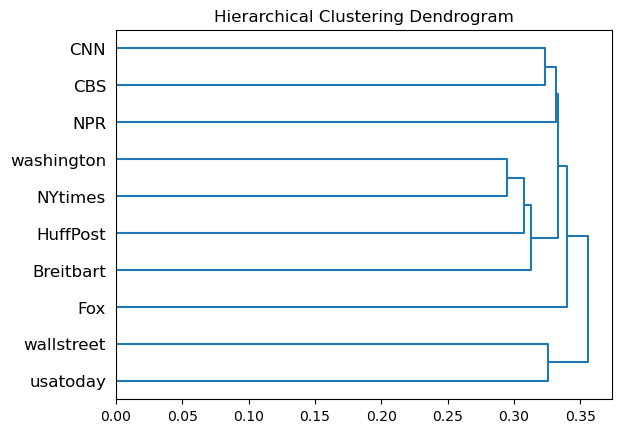 Hierarchical Clustering Dendrogram
CNN
CBS
NPR
washington
NYtimes
HuffPost
Breitbart
Fox
wallstreet
usatoday
0.00 0.05 0.10 0.15 0.20 0.25 0.30 0.35